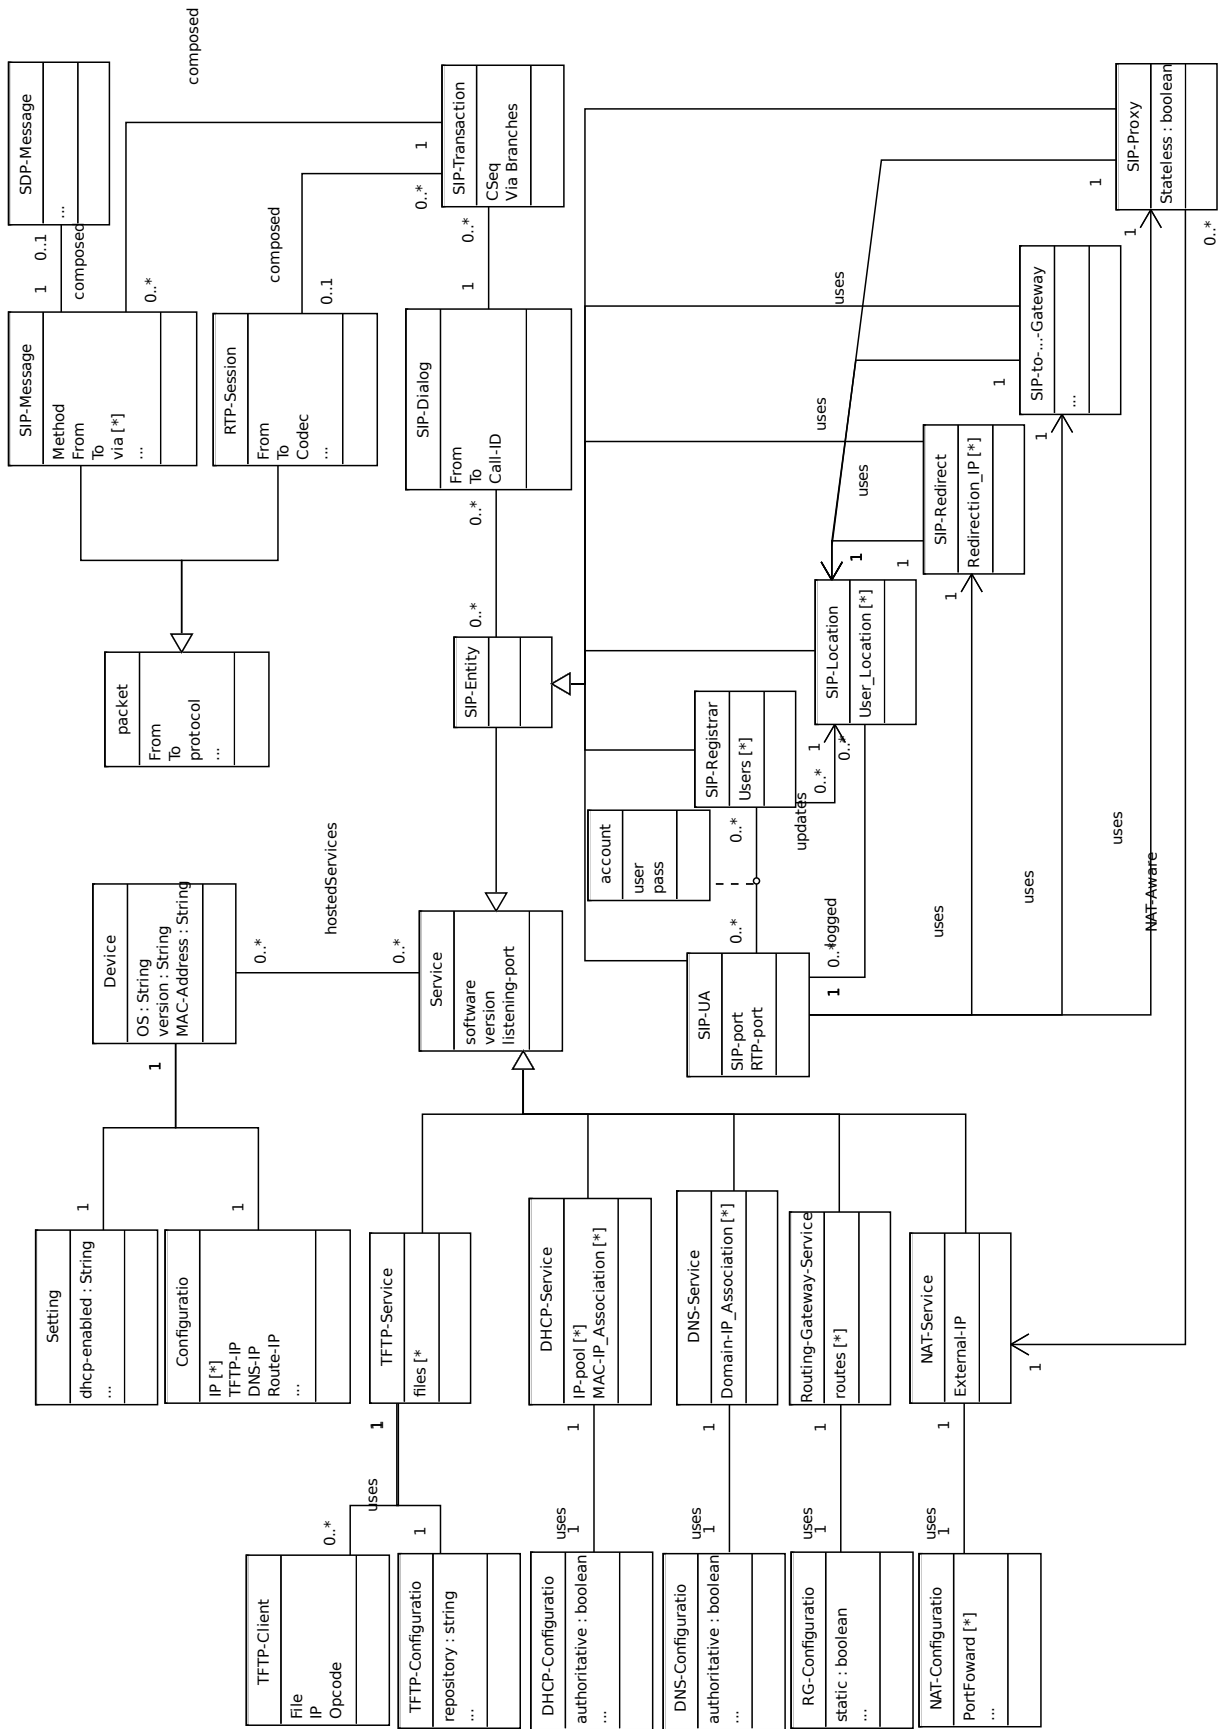 composed
SDP-Message
...
0..1
1
composed
SIP-Message
Method
From
To
via [*]
...
0..*
RTP-Session
From
To
Codec
...
0..1
composed
SIP-Transaction
CSeq
Via Branches
1
0..*
0..*
1
SIP-Dialog
From
To
Call-ID
0..*
0..*
SIP-Entity
packet
From
To
protocol
...
SIP-Proxy
Stateless : boolean
1
1
0..*
uses
SIP-to-...-Gateway
...
1
1
uses
SIP-Redirect
Redirection_IP [*]
1
1
uses
1
SIP-Location
User_Location [*]
1
0..*
SIP-Registrar
Users [*]
0..*
updates
0..*
account
user
pass
0..*
logged
0..*
1
SIP-UA
SIP-port
RTP-port
uses
uses
uses
NAT-Aware
Device
OS : String
version : String
MAC-Address : String
0..*
hostedServices
0..*
Service
software
version
listening-port
1
1
Setting
dhcp-enabled : String
...
1
Configuratio
IP [*]
TFTP-IP
DNS-IP
Route-IP
...
TFTP-Service
files [*
1
uses
0..*
1
DHCP-Service
IP-pool [*]
MAC-IP_Association [*]
1
uses
1
DNS-Service
Domain-IP_Association [*]
1
uses
1
Routing-Gateway-Service
routes [*]
1
uses
1
NAT-Service
External-IP
1
1
uses
1
TFTP-Client
File
IP
Opcode
TFTP-Configuratio
repository : string
...
DHCP-Configuratio
authoritative : boolean
...
DNS-Configuratio
authoritative : boolean
...
RG-Configuratio
static : boolean
...
NAT-Configuratio
PortFoward [*]
...